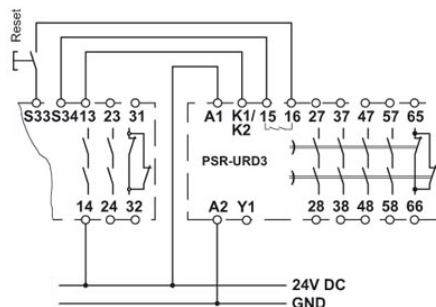 Reset
S33 S34 13 23 31 A1 K1/ 15 16 27 37 47 57 65
K2
PSR-URD3
14 24 32 A2 Y1 28 38 48 58 66
24V DC
GND